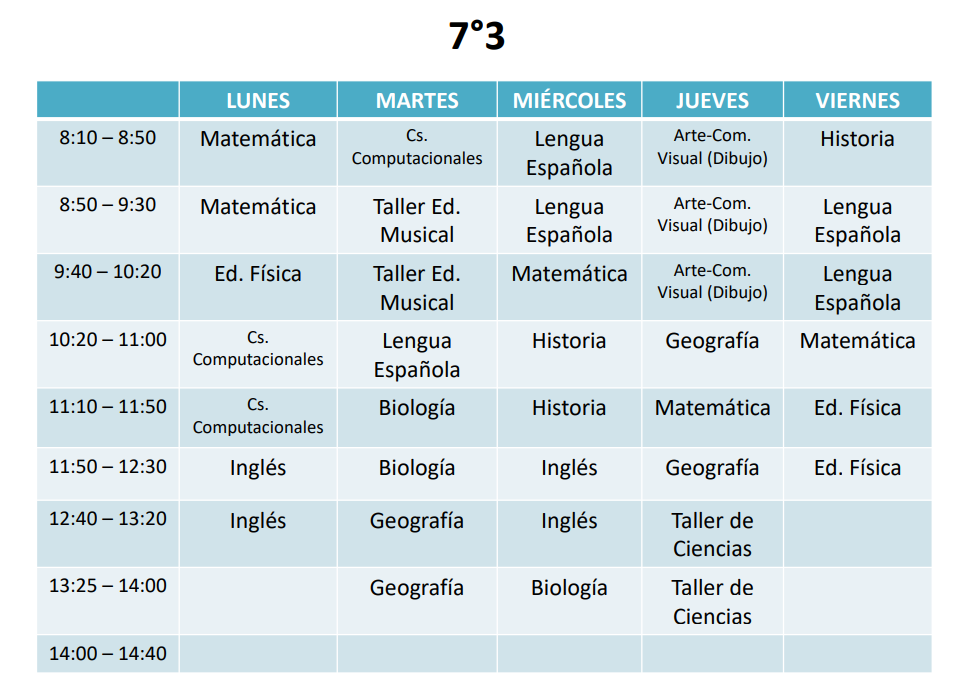 7°3
LUNES MARTES MIÉRCOLES JUEVES VIERNES
8:10 – 8:50 Matemática Cs. Computacionales Lengua Española Arte-Com. Visual (Dibujo) Historia
8:50 – 9:30 Matemática Taller Ed. Musical Lengua Española Arte-Com. Visual (Dibujo) Lengua Española
9:40 – 10:20 Ed. Física Taller Ed. Musical Matemática Arte-Com. Visual (Dibujo) Lengua Española
10:20 – 11:00 Cs. Computacionales Lengua Española Historia Geografía Matemática
11:10 – 11:50 Cs. Computacionales Biología Historia Matemática Ed. Física
11:50 – 12:30 Inglés Biología Inglés Geografía Ed. Física
12:40 – 13:20 Inglés Geografía Inglés Taller de Ciencias
13:25 – 14:00 Geografía Biología Taller de Ciencias
14:00 – 14:40